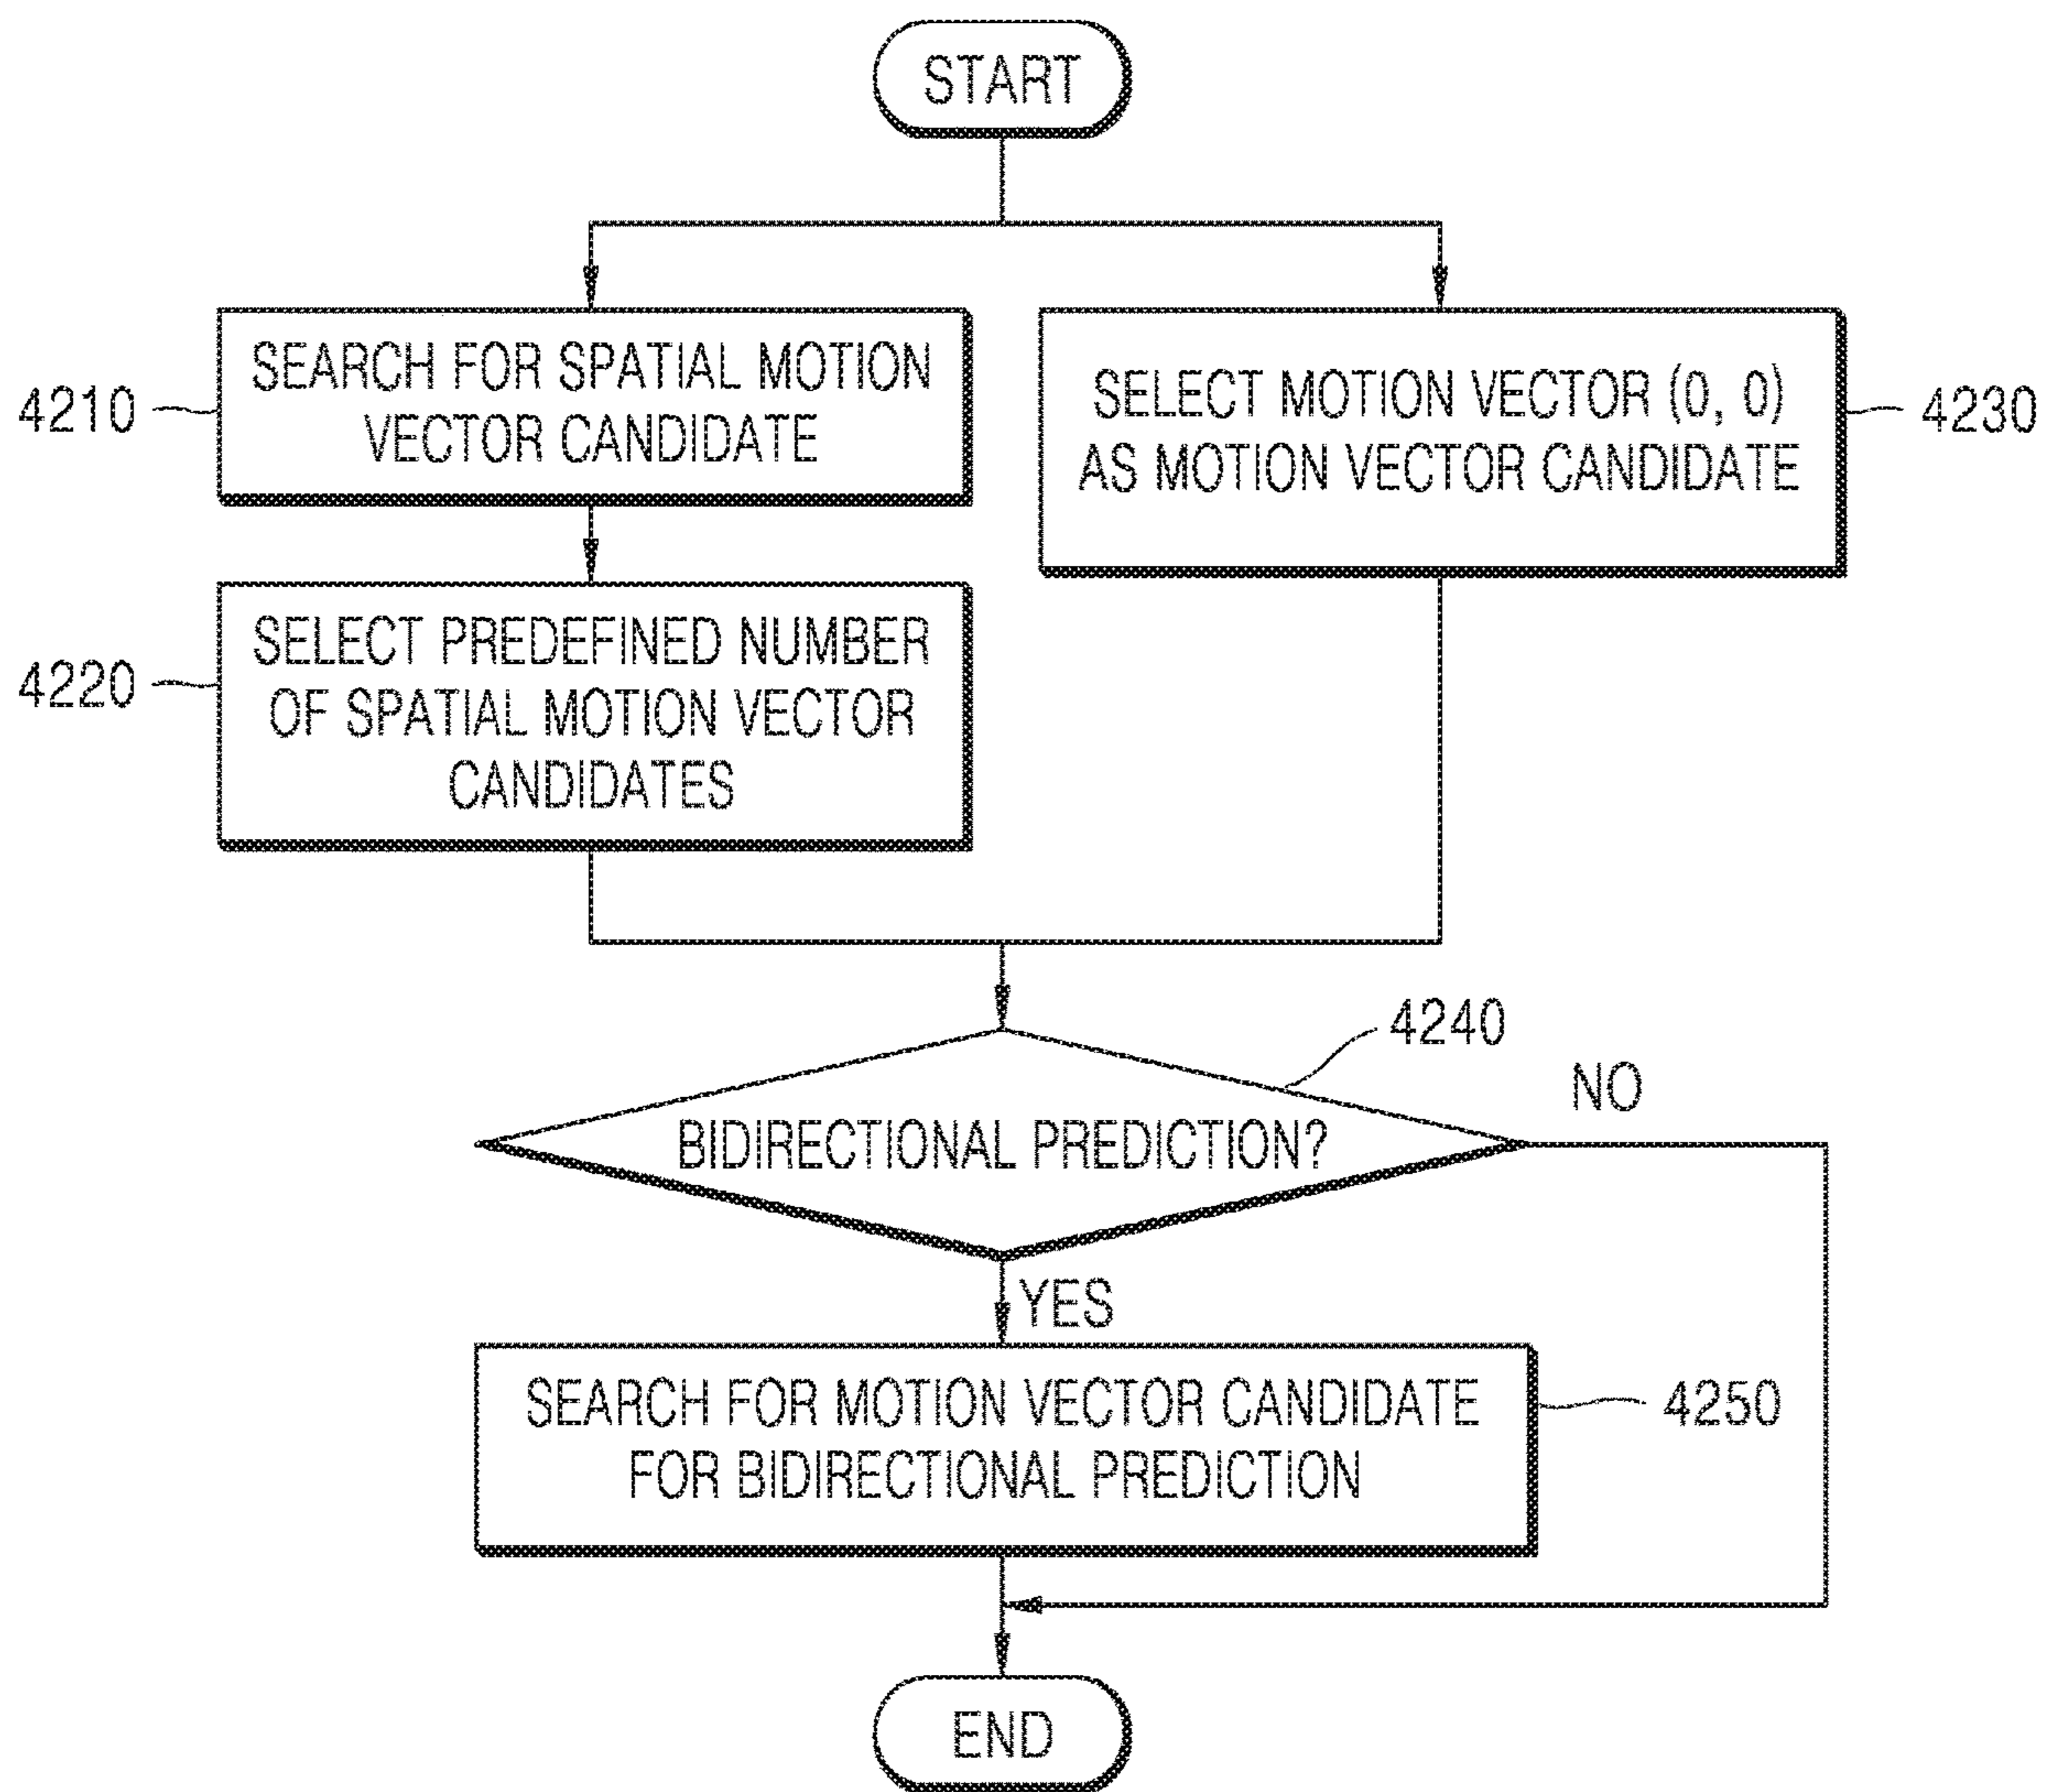 START
SEARCH FOR SPATIAL MOTION
VECTOR CANDIDATE
4210
SELECT MOTION VECTOR (0, 0)
AS MOTION VECTOR CANDIDATE
4230
SELECT PREDEFINED NUMBER
OF SPATIAL MOTION VECTOR
CANDIDATES
4220
4240
BIDIRECTIONAL PREDICTION?
NO
YES
SEARCH FOR MOTION VECTOR CANDIDATE
FOR BIDIRECTIONAL PREDICTION
4250
END